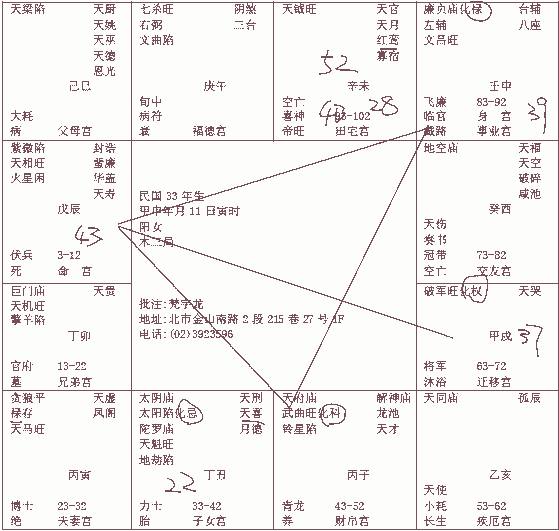 天梁陷 天厨
天姚
天巫
天德
恩光
己巳
大耗
病 父母宫
七杀旺 阴煞
右弼 三台
文曲陷
庚午
旬中
病符
衰 福德宫
天钺旺 天官
天月
红鸾
寡宿
52
辛未
空亡
喜神 93-102
帝旺 田宅宫
43 28
廉贞庙化禄 台辅
左辅 八座
文昌旺
壬申
飞廉 83-92
临官 身 宫
截路 事业宫
39
紫微陷 封诰
天相旺 蜚廉
火星闲 华盖
天寿
戊辰
43
伏兵 3-12
死 命 宫
民国 33 年生
甲申年月 11 日寅时
阳女
木三局
批注:梵宇龙
地址:北市金山南路 2 段 215 巷 27 号 1F
电话:(02)3923596
地空庙 天福
天空
破碎
咸池
癸酉
天伤
奏书
冠带 73-82
空亡 交友宫
巨门庙 天贵
天机旺
擎羊陷
丁卯
官府 13-22
墓 兄弟宫
破军旺化权 天哭
甲戌
37
将军 63-72
沐浴 迁移宫
贪狼平 天虚
禄存 凤阁
天马旺
丙寅
博士 23-32
绝 夫妻宫
太阴庙 天刑
太阳陷化忌 天喜
陀罗庙 月德
天魁旺
地劫陷
丁丑
22
力士 33-42
胎 子女宫
天府庙 解神庙
武曲旺化科 龙池
铃星陷 天才
丙子
青龙 43-52
养 财帛宫
天同庙 孤辰
乙亥
天使
小耗 53-62
长生 疾厄宫